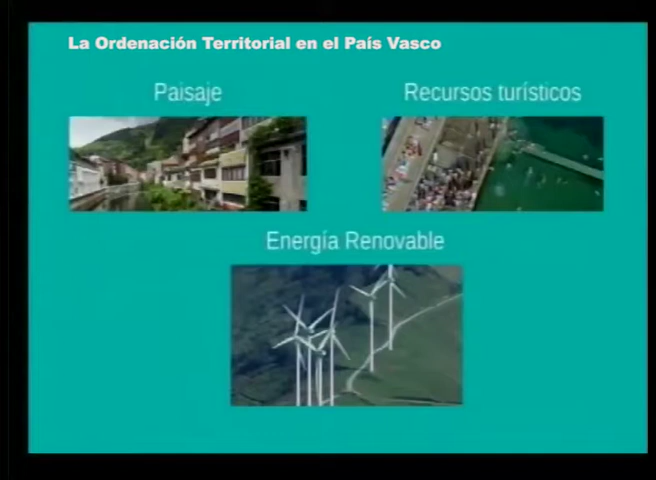 La Ordenación Territorial en el País Vasco
Paisaje
Recursos turísticos
Energía Renovable